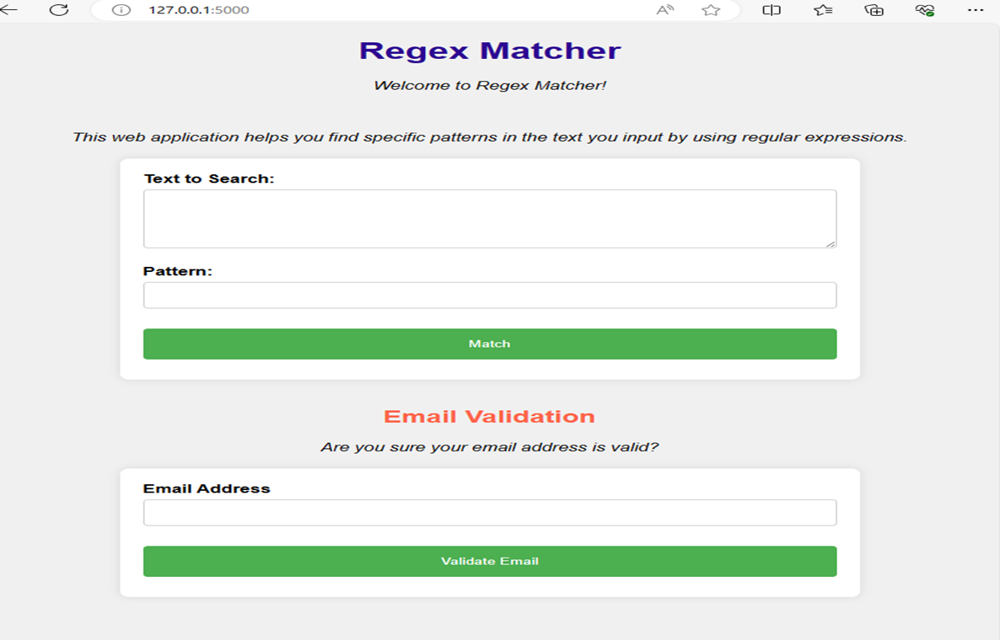 127.0.0.1:5000
Regex Matcher
Welcome to Regex Matcher!
This web application helps you find specific patterns in the text you input by using regular expressions.
Text to Search:
Pattern:
Match
Email Validation
Are you sure your email address is valid?
Email Address
Validate Email